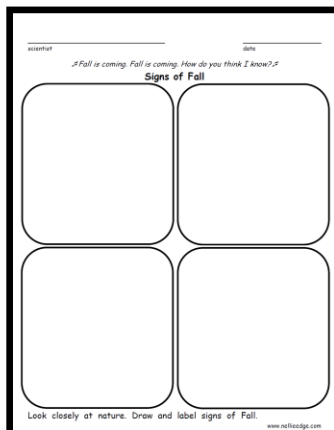 scientist date
♫Fall is coming. Fall is coming. How do you think I know?♫
Signs of Fall
Look closely at nature. Draw and label signs of Fall.
www.nellieedge.com